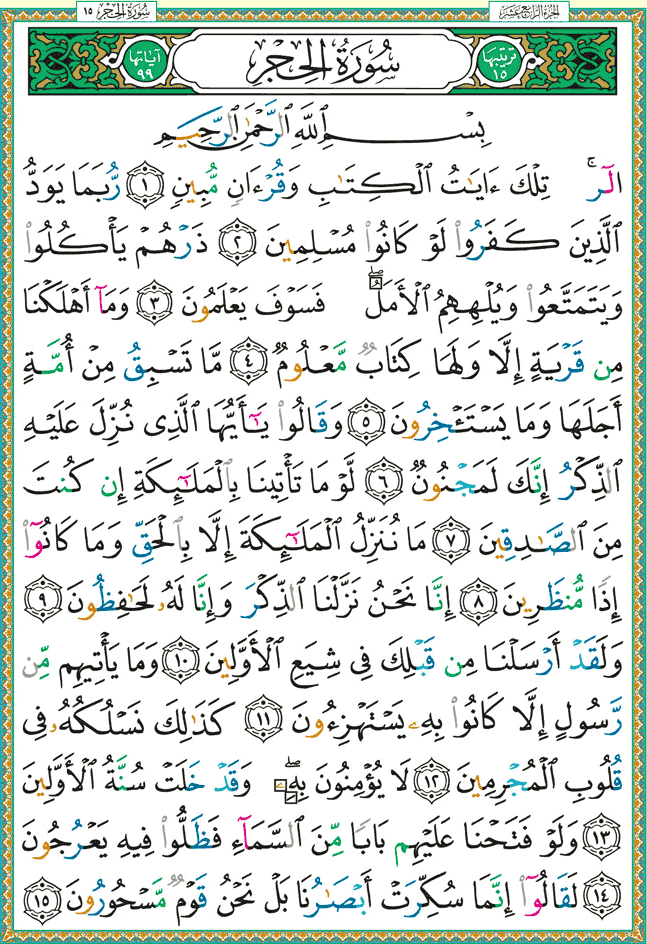 الجزء الرابع عشر سورة الحجر ١٥
ترتيبها ١٥ سُورَةُ الحِجر آياتها ٩٩
بِسْمِ ٱللَّهِ ٱلرَّحْمَٰنِ ٱلرَّحِيمِ
الٓرۚ تِلْكَ ءَايَٰتُ ٱلْكِتَٰبِ وَقُرْءَانٍ مُّبِينٍ ١ رُّبَمَا يَوَدُّ
ٱلَّذِينَ كَفَرُوا۟ لَوْ كَانُوا۟ مُسْلِمِينَ ٢ ذَرْهُمْ يَأْكُلُوا۟
وَيَتَمَتَّعُوا۟ وَيُلْهِهِمُ ٱلْأَمَلُۖ فَسَوْفَ يَعْلَمُونَ ٣ وَمَآ أَهْلَكْنَا
مِن قَرْيَةٍ إِلَّا وَلَهَا كِتَابٌ مَّعْلُومٌ ٤ مَّا تَسْبِقُ مِنْ أُمَّةٍ
أَجَلَهَا وَمَا يَسْتَـْٔخِرُونَ ٥ وَقَالُوا۟ يَٰٓأَيُّهَا ٱلَّذِى نُزِّلَ عَلَيْهِ
ٱلذِّكْرُ إِنَّكَ لَمَجْنُونٌ ٦ لَّوْ مَا تَأْتِينَا بِٱلْمَلَٰٓئِكَةِ إِن كُنتَ
مِنَ ٱلصَّٰدِقِينَ ٧ مَا نُنَزِّلُ ٱلْمَلَٰٓئِكَةَ إِلَّا بِٱلْحَقِّ وَمَا كَانُوٓا۟
إِذًا مُّنظَرِينَ ٨ إِنَّا نَحْنُ نَزَّلْنَا ٱلذِّكْرَ وَإِنَّا لَهُۥ لَحَٰفِظُونَ ٩
وَلَقَدْ أَرْسَلْنَا مِن قَبْلِكَ فِى شِيَعِ ٱلْأَوَّلِينَ ١٠ وَمَا يَأْتِيهِم مِّن
رَّسُولٍ إِلَّا كَانُوا۟ بِهِۦ يَسْتَهْزِءُونَ ١١ كَذَٰلِكَ نَسْلُكُهُۥ فِى
قُلُوبِ ٱلْمُجْرِمِينَ ١٢ لَا يُؤْمِنُونَ بِهِۦۖ وَقَدْ خَلَتْ سُنَّةُ ٱلْأَوَّلِينَ
١٣ وَلَوْ فَتَحْنَا عَلَيْهِم بَابًا مِّنَ ٱلسَّمَآءِ فَظَلُّوا۟ فِيهِ يَعْرُجُونَ
١٤ لَقَالُوٓا۟ إِنَّمَا سُكِّرَتْ أَبْصَٰرُنَا بَلْ نَحْنُ قَوْمٌ مَّسْحُورُونَ ١٥